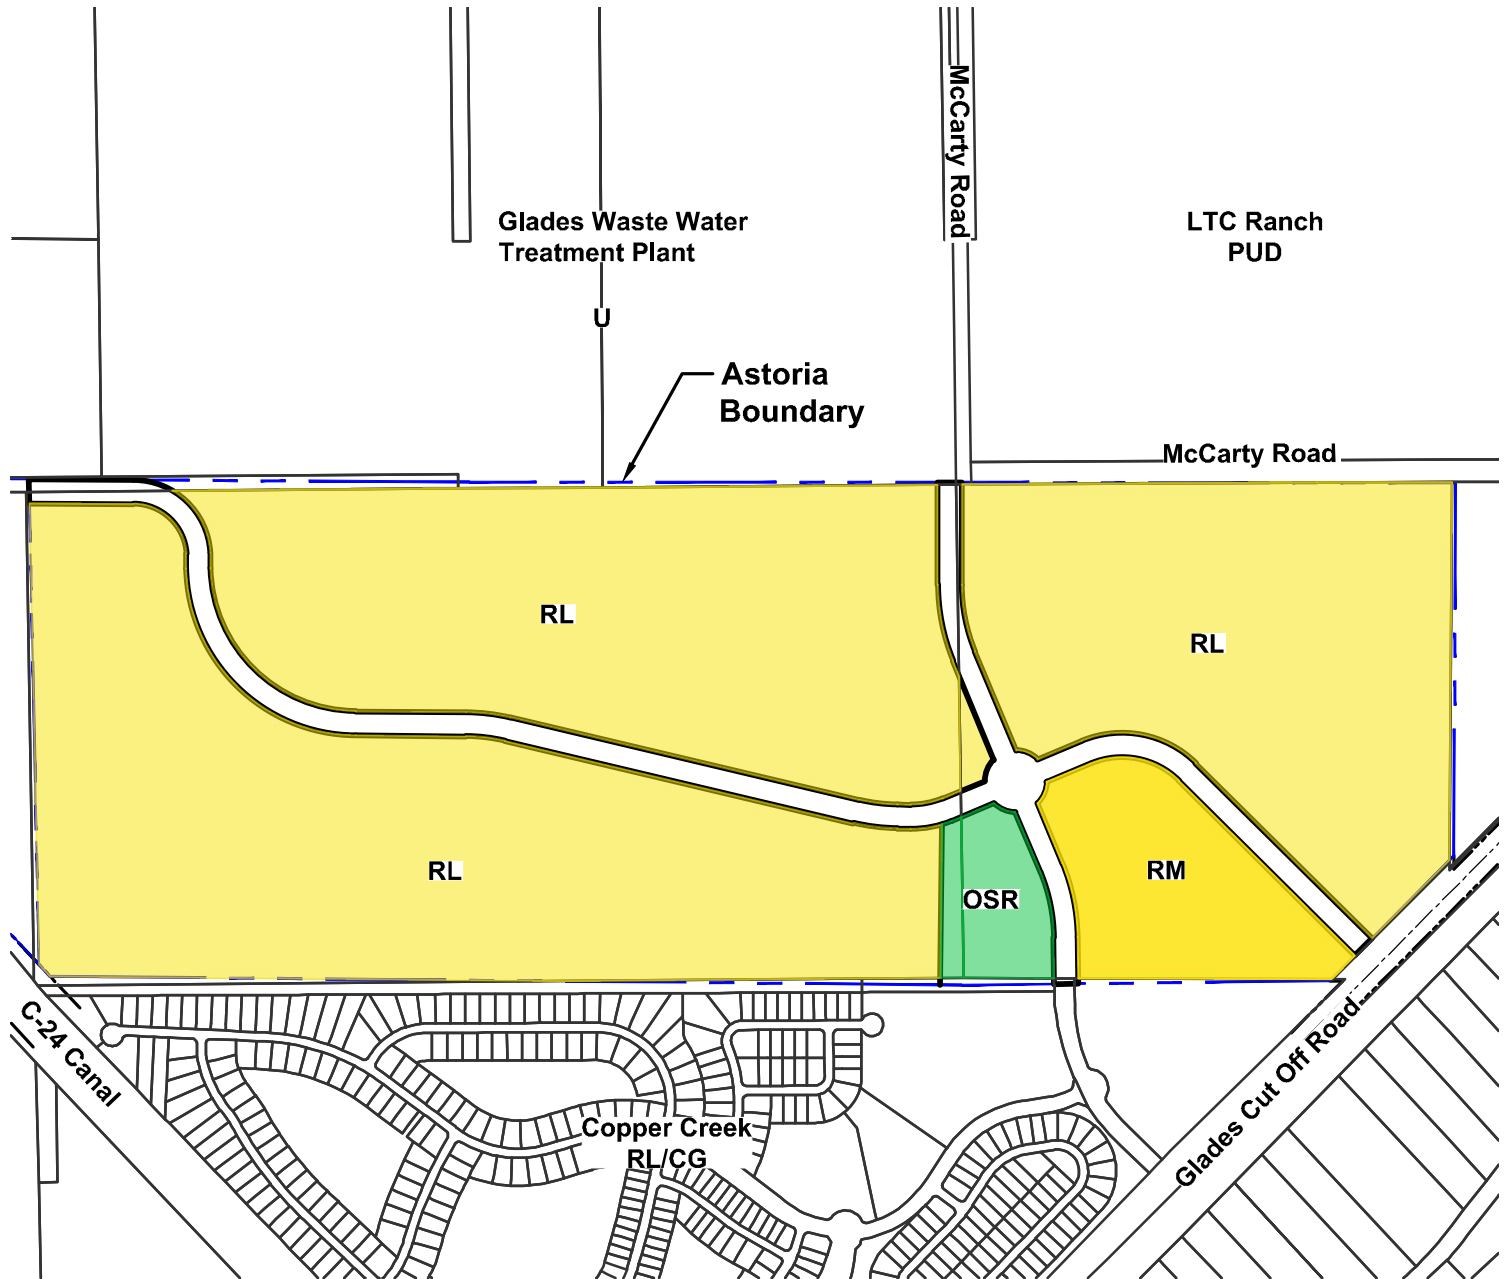 McCarty Road
Glades Waste Water
Treatment Plant
LTC Ranch
PUD
U
Astoria
Boundary
McCarty Road
RL
RL
RL
RM
OSR
C-24 Canal
Glades Cut Off Road
Copper Creek
RL/CG